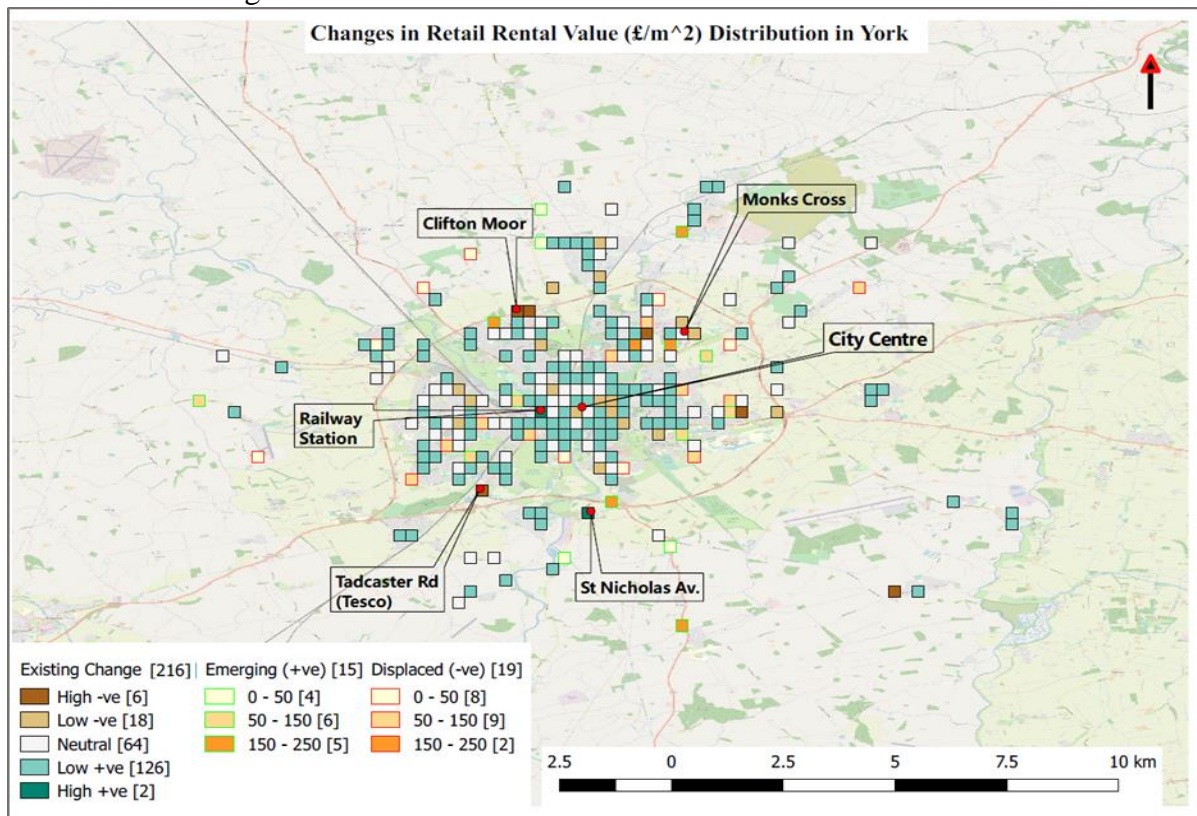 Changes in Retail Rental Value (£/m^2) Distribution in York
Clifton Moor
Monks Cross
City Centre
Railway
Station
Tadcaster Rd
(Tesco)
St Nicholas Av.
Existing Change [216]
High -ve [6]
Low -ve [18]
Neutral [64]
Low +ve [126]
High +ve [2]
Emerging (+ve) [15]
0 - 50 [4]
50 - 150 [6]
150 - 250 [5]
Displaced (-ve) [19]
0 - 50 [8]
50 - 150 [9]
150 - 250 [2]
2.5 0 2.5 5 7.5 10 km